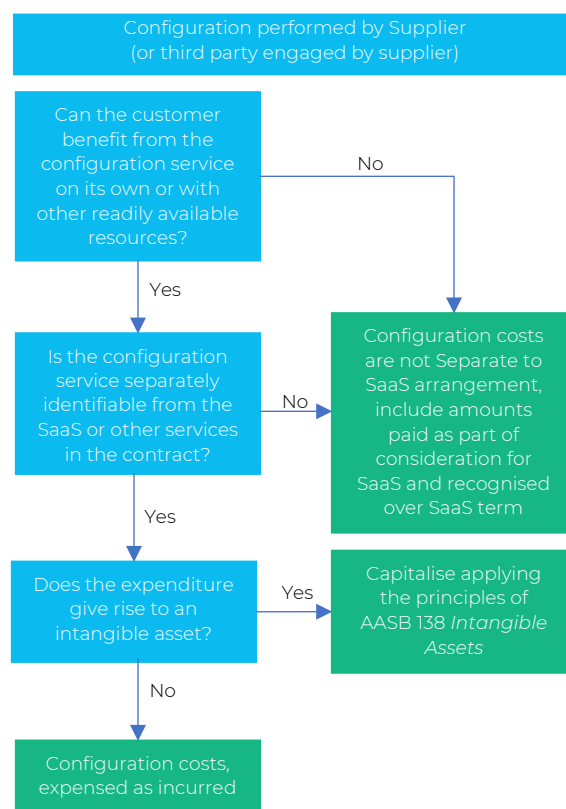 Configuration performed by Supplier
(or third party engaged by supplier)
Can the customer
benefit from the
configuration service
on its own or with
other readily available
resources?
No
Yes
Is the configuration
service separately
identifiable from the
SaaS or other services
in the contract?
No
Configuration costs
are not Separate to
SaaS arrangement,
include amounts
paid as part of
consideration for
SaaS and recognised
over SaaS term
Yes
Does the expenditure
give rise to an
intangible asset?
Yes
Capitalise applying
the principles of
AASB 138 Intangible
Assets
No
Configuration costs,
expensed as incurred